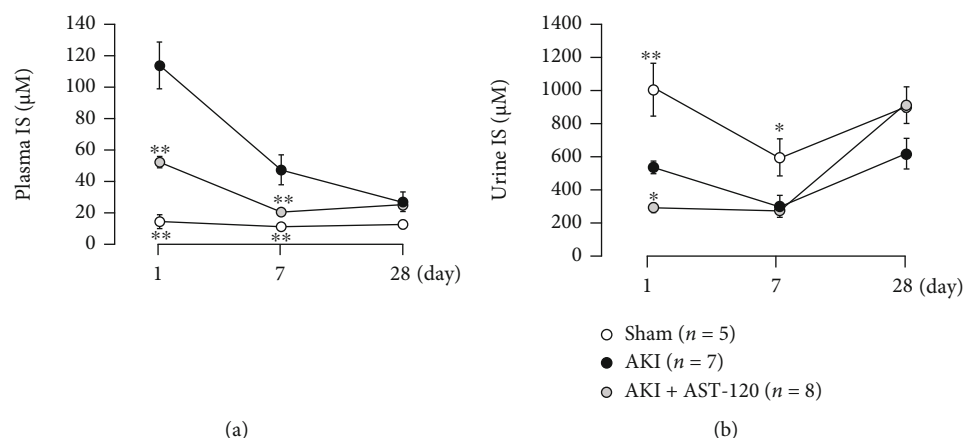 140
120
100
80
60
40
20
0
Plasma IS (μM)
**
**
**
**
1 7 28 (day)
(a)
1400
1200
1000
800
600
400
200
0
Urine IS (μM)
**
*
*
1 7 28 (day)
Sham (n = 5)
AKI (n = 7)
AKI + AST-120 (n = 8)
(b)